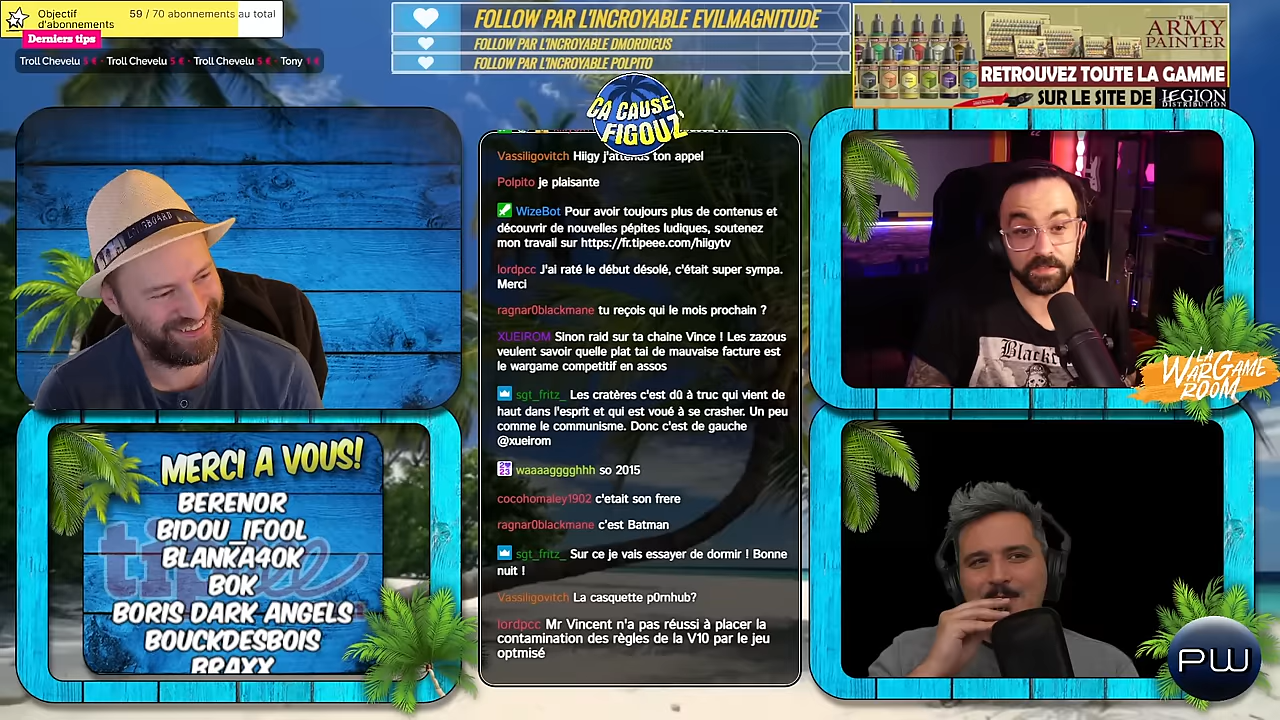 Objectif
d'abonnements
59 / 70 abonnements au total
Derniers tips
Troll Chevelu 5 € · Troll Chevelu 5 € · Troll Chevelu 5 € · Tony 1 €
FOLLOW PAR L'INCROYABLE EVILMAGNITUDE
FOLLOW PAR L'INCROYABLE DMORDICUS
FOLLOW PAR L'INCROYABLE POLPITO
THE
ARMY
PAINTER
RETROUVEZ TOUTE LA GAMME
SUR LE SITE DE LEGION
DISTRIBUTION
ÇA CAUSE
FIGOUZ'
LONGBOARD
Vassiligovitch Hiigy j'attends ton appel
Polpito je plaisante
WizeBot Pour avoir toujours plus de contenus et
découvrir de nouvelles pépites ludiques, soutenez
mon travail sur https://fr.tipeee.com/hiigytv
lordpcc J'ai raté le début désolé, c'était super sympa.
Merci
ragnar0blackmane tu reçois qui le mois prochain ?
XUEIROM Sinon raid sur ta chaine Vince ! Les zazous
veulent savoir quelle plat tai de mauvaise facture est
le wargame competitif en assos
sgt_fritz_ Les cratères c'est dû à truc qui vient de
haut dans l'esprit et qui est voué à se crasher. Un peu
comme le communisme. Donc c'est de gauche
@xueirom
waaaagggghhh so 2015
cocohomaley1902 c'etait son frere
ragnar0blackmane c'est Batman
sgt_fritz_ Sur ce je vais essayer de dormir ! Bonne
nuit !
Vassiligovitch La casquette p0rnhub?
lordpcc Mr Vincent n'a pas réussi à placer la
contamination des règles de la V10 par le jeu
optmisé
LA
WARGAME
ROOM
MERCI A VOUS!
BERENOR
BIDOU_IFOOL
BLANKA40K
BOK
BORIS DARK ANGELS
BOUCKDESBOIS
BRAXX
tipeee
PW